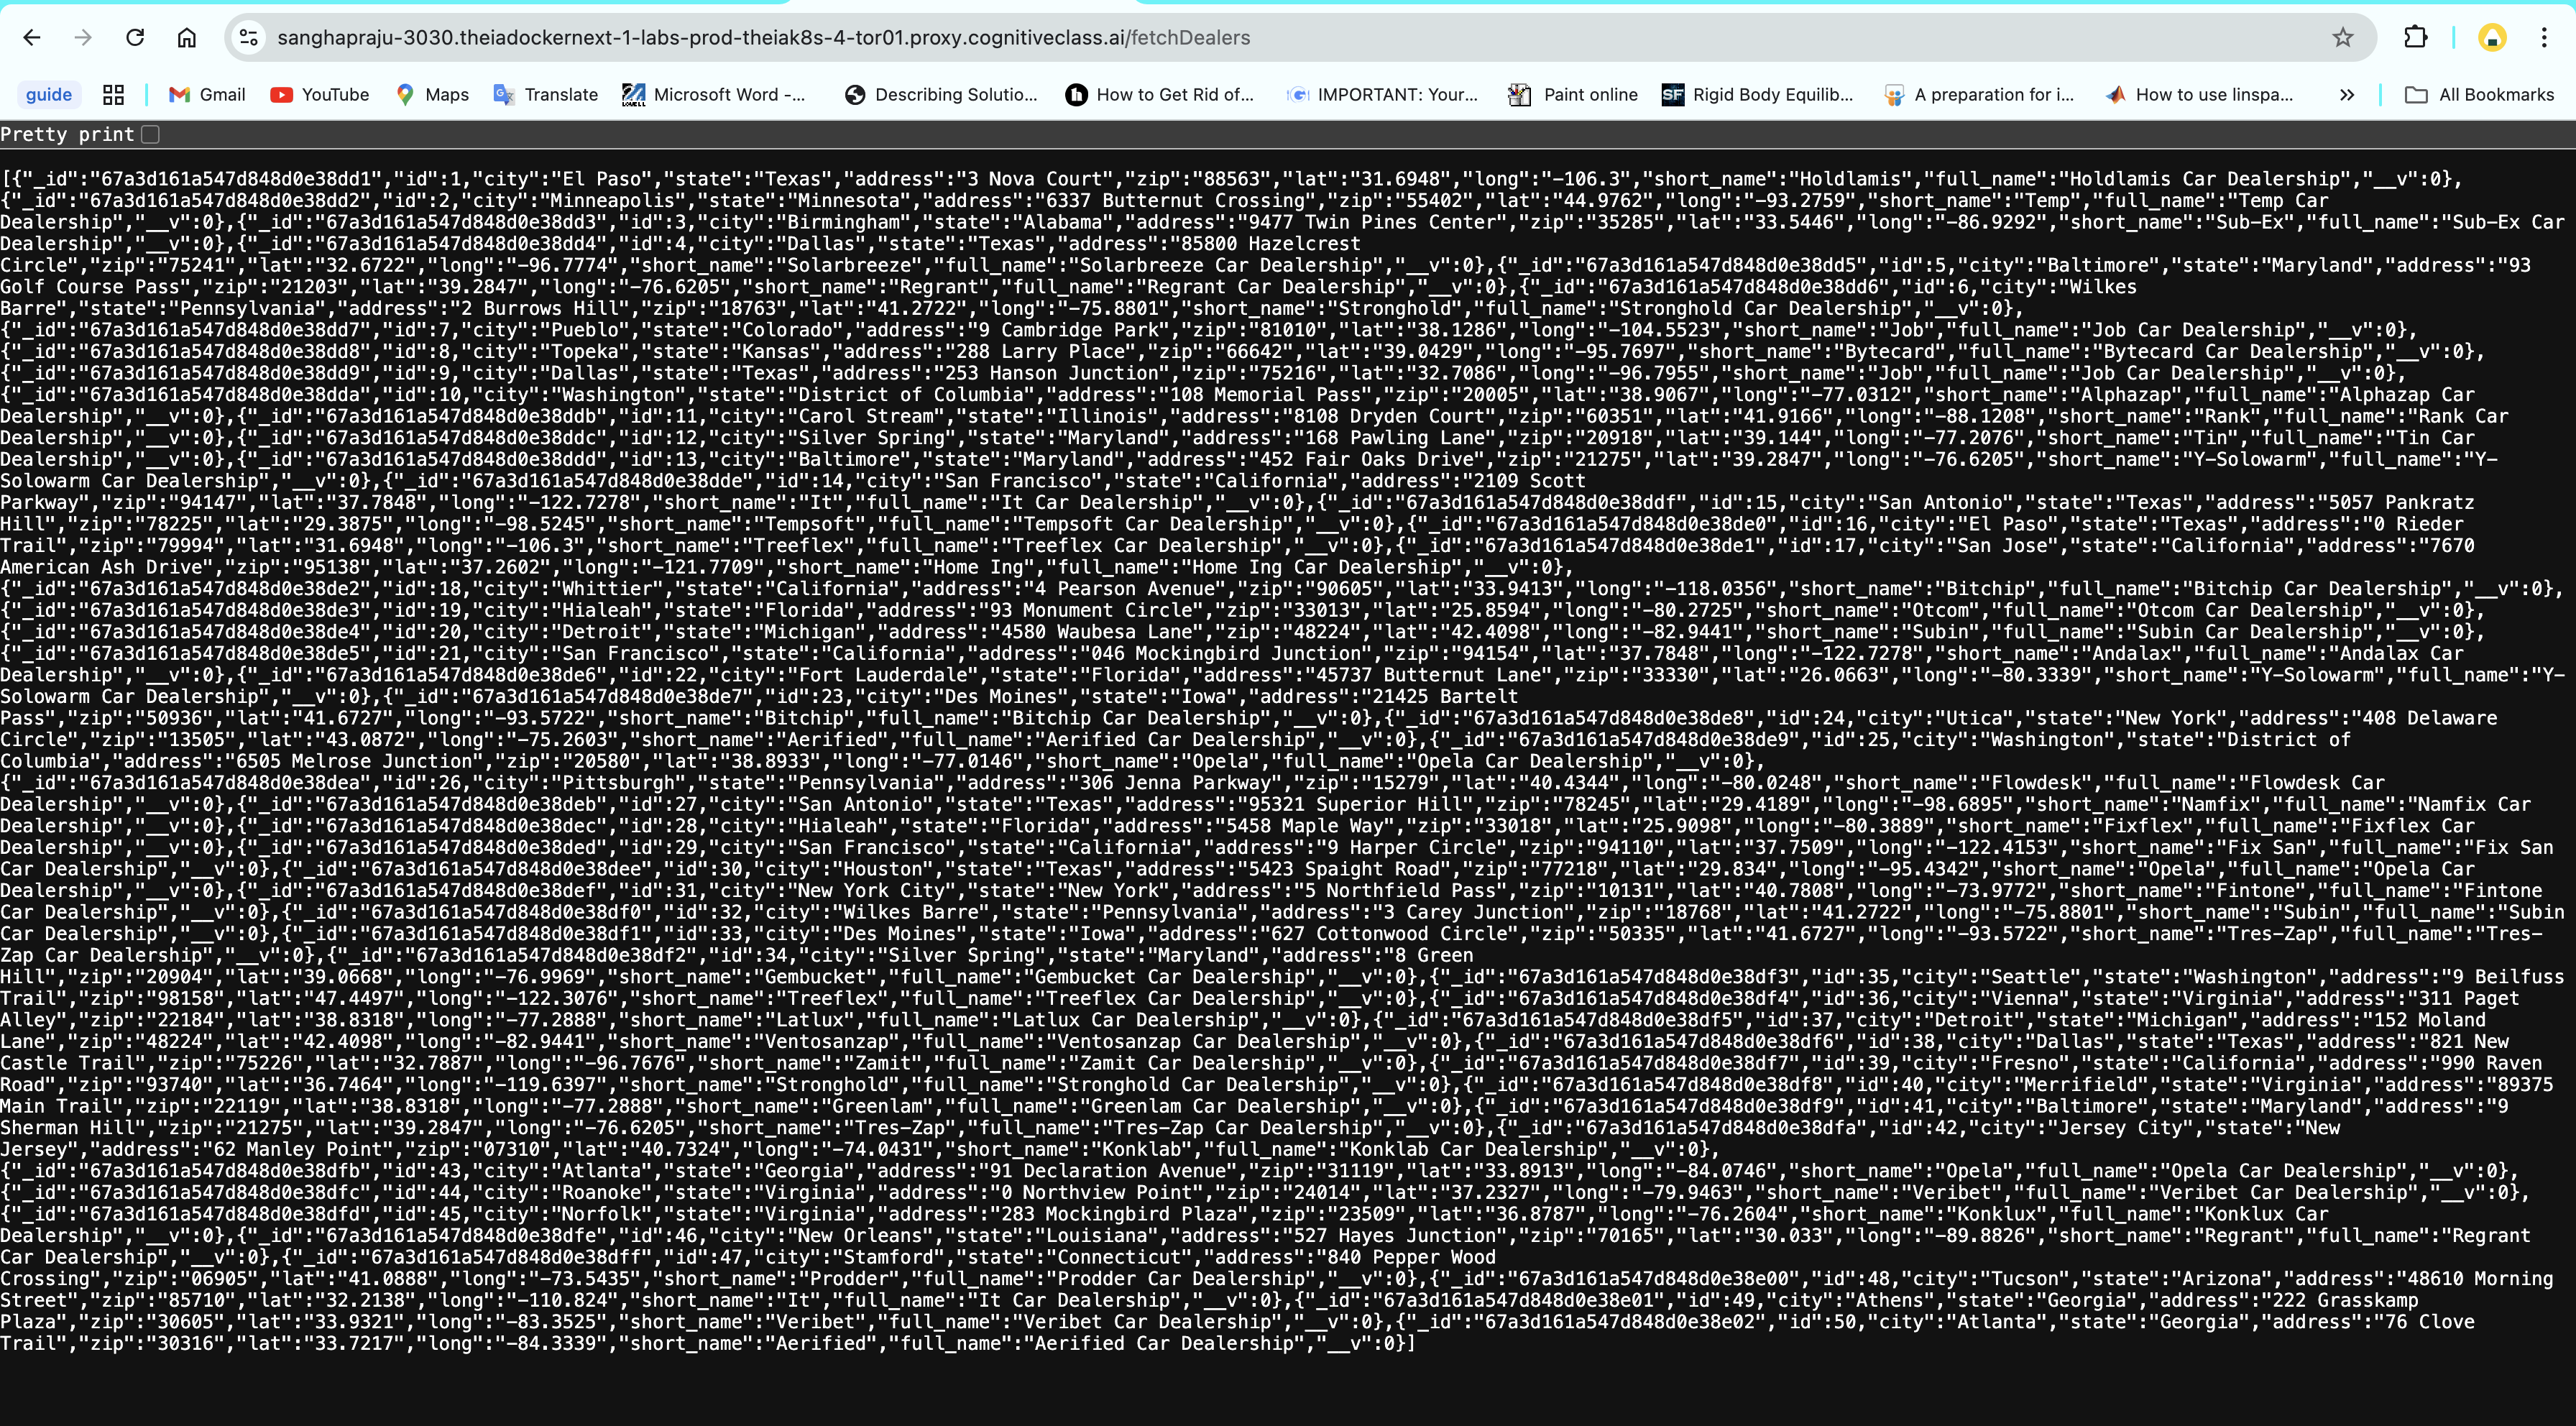 sanghapraju-3030.theiadockernext-1-labs-prod-theiak8s-4-tor01.proxy.cognitiveclass.ai/fetchDealers
guide Gmail YouTube Maps Translate Microsoft Word -... Describing Solutio... How to Get Rid of... IMPORTANT: Your... Paint online SF Rigid Body Equilib... A preparation for i... How to use linspa... » All Bookmarks
Pretty print
[{"_id":"67a3d161a547d848d0e38dd1","id":1,"city":"El Paso","state":"Texas","address":"3 Nova Court","zip":"88563","lat":"31.6948","long":"-106.3","short_name":"Holdlamis","full_name":"Holdlamis Car Dealership","__v":0},
{"_id":"67a3d161a547d848d0e38dd2","id":2,"city":"Minneapolis","state":"Minnesota","address":"6337 Butternut Crossing","zip":"55402","lat":"44.9762","long":"-93.2759","short_name":"Temp","full_name":"Temp Car
Dealership","__v":0},{"_id":"67a3d161a547d848d0e38dd3","id":3,"city":"Birmingham","state":"Alabama","address":"9477 Twin Pines Center","zip":"35285","lat":"33.5446","long":"-86.9292","short_name":"Sub-Ex","full_name":"Sub-Ex Car
Dealership","__v":0},{"_id":"67a3d161a547d848d0e38dd4","id":4,"city":"Dallas","state":"Texas","address":"85800 Hazelcrest
Circle","zip":"75241","lat":"32.6722","long":"-96.7774","short_name":"Solarbreeze","full_name":"Solarbreeze Car Dealership","__v":0},{"_id":"67a3d161a547d848d0e38dd5","id":5,"city":"Baltimore","state":"Maryland","address":"93
Golf Course Pass","zip":"21203","lat":"39.2847","long":"-76.6205","short_name":"Regrant","full_name":"Regrant Car Dealership","__v":0},{"_id":"67a3d161a547d848d0e38dd6","id":6,"city":"Wilkes
Barre","state":"Pennsylvania","address":"2 Burrows Hill","zip":"18763","lat":"41.2722","long":"-75.8801","short_name":"Stronghold","full_name":"Stronghold Car Dealership","__v":0},
{"_id":"67a3d161a547d848d0e38dd7","id":7,"city":"Pueblo","state":"Colorado","address":"9 Cambridge Park","zip":"81010","lat":"38.1286","long":"-104.5523","short_name":"Job","full_name":"Job Car Dealership","__v":0},
{"_id":"67a3d161a547d848d0e38dd8","id":8,"city":"Topeka","state":"Kansas","address":"288 Larry Place","zip":"66642","lat":"39.0429","long":"-95.7697","short_name":"Bytecard","full_name":"Bytecard Car Dealership","__v":0},
{"_id":"67a3d161a547d848d0e38dd9","id":9,"city":"Dallas","state":"Texas","address":"253 Hanson Junction","zip":"75216","lat":"32.7086","long":"-96.7955","short_name":"Job","full_name":"Job Car Dealership","__v":0},
{"_id":"67a3d161a547d848d0e38dda","id":10,"city":"Washington","state":"District of Columbia","address":"108 Memorial Pass","zip":"20005","lat":"38.9067","long":"-77.0312","short_name":"Alphazap","full_name":"Alphazap Car
Dealership","__v":0},{"_id":"67a3d161a547d848d0e38ddb","id":11,"city":"Carol Stream","state":"Illinois","address":"8108 Dryden Court","zip":"60351","lat":"41.9166","long":"-88.1208","short_name":"Rank","full_name":"Rank Car
Dealership","__v":0},{"_id":"67a3d161a547d848d0e38ddc","id":12,"city":"Silver Spring","state":"Maryland","address":"168 Pawling Lane","zip":"20918","lat":"39.144","long":"-77.2076","short_name":"Tin","full_name":"Tin Car
Dealership","__v":0},{"_id":"67a3d161a547d848d0e38ddd","id":13,"city":"Baltimore","state":"Maryland","address":"452 Fair Oaks Drive","zip":"21275","lat":"39.2847","long":"-76.6205","short_name":"Y-Solowarm","full_name":"Y-
Solowarm Car Dealership","__v":0},{"_id":"67a3d161a547d848d0e38dde","id":14,"city":"San Francisco","state":"California","address":"2109 Scott
Parkway","zip":"94147","lat":"37.7848","long":"-122.7278","short_name":"It","full_name":"It Car Dealership","__v":0},{"_id":"67a3d161a547d848d0e38ddf","id":15,"city":"San Antonio","state":"Texas","address":"5057 Pankratz
Hill","zip":"78225","lat":"29.3875","long":"-98.5245","short_name":"Tempsoft","full_name":"Tempsoft Car Dealership","__v":0},{"_id":"67a3d161a547d848d0e38de0","id":16,"city":"El Paso","state":"Texas","address":"0 Rieder
Trail","zip":"79994","lat":"31.6948","long":"-106.3","short_name":"Treeflex","full_name":"Treeflex Car Dealership","__v":0},{"_id":"67a3d161a547d848d0e38de1","id":17,"city":"San Jose","state":"California","address":"7670
American Ash Drive","zip":"95138","lat":"37.2602","long":"-121.7709","short_name":"Home Ing","full_name":"Home Ing Car Dealership","__v":0},
{"_id":"67a3d161a547d848d0e38de2","id":18,"city":"Whittier","state":"California","address":"4 Pearson Avenue","zip":"90605","lat":"33.9413","long":"-118.0356","short_name":"Bitchip","full_name":"Bitchip Car Dealership","__v":0},
{"_id":"67a3d161a547d848d0e38de3","id":19,"city":"Hialeah","state":"Florida","address":"93 Monument Circle","zip":"33013","lat":"25.8594","long":"-80.2725","short_name":"Otcom","full_name":"Otcom Car Dealership","__v":0},
{"_id":"67a3d161a547d848d0e38de4","id":20,"city":"Detroit","state":"Michigan","address":"4580 Waubesa Lane","zip":"48224","lat":"42.4098","long":"-82.9441","short_name":"Subin","full_name":"Subin Car Dealership","__v":0},
{"_id":"67a3d161a547d848d0e38de5","id":21,"city":"San Francisco","state":"California","address":"046 Mockingbird Junction","zip":"94154","lat":"37.7848","long":"-122.7278","short_name":"Andalax","full_name":"Andalax Car
Dealership","__v":0},{"_id":"67a3d161a547d848d0e38de6","id":22,"city":"Fort Lauderdale","state":"Florida","address":"45737 Butternut Lane","zip":"33330","lat":"26.0663","long":"-80.3339","short_name":"Y-Solowarm","full_name":"Y-
Solowarm Car Dealership","__v":0},{"_id":"67a3d161a547d848d0e38de7","id":23,"city":"Des Moines","state":"Iowa","address":"21425 Bartelt
Pass","zip":"50936","lat":"41.6727","long":"-93.5722","short_name":"Bitchip","full_name":"Bitchip Car Dealership","__v":0},{"_id":"67a3d161a547d848d0e38de8","id":24,"city":"Utica","state":"New York","address":"408 Delaware
Circle","zip":"13505","lat":"43.0872","long":"-75.2603","short_name":"Aerified","full_name":"Aerified Car Dealership","__v":0},{"_id":"67a3d161a547d848d0e38de9","id":25,"city":"Washington","state":"District of
Columbia","address":"6505 Melrose Junction","zip":"20580","lat":"38.8933","long":"-77.0146","short_name":"Opela","full_name":"Opela Car Dealership","__v":0},
{"_id":"67a3d161a547d848d0e38dea","id":26,"city":"Pittsburgh","state":"Pennsylvania","address":"306 Jenna Parkway","zip":"15279","lat":"40.4344","long":"-80.0248","short_name":"Flowdesk","full_name":"Flowdesk Car
Dealership","__v":0},{"_id":"67a3d161a547d848d0e38deb","id":27,"city":"San Antonio","state":"Texas","address":"95321 Superior Hill","zip":"78245","lat":"29.4189","long":"-98.6895","short_name":"Namfix","full_name":"Namfix Car
Dealership","__v":0},{"_id":"67a3d161a547d848d0e38dec","id":28,"city":"Hialeah","state":"Florida","address":"5458 Maple Way","zip":"33018","lat":"25.9098","long":"-80.3889","short_name":"Fixflex","full_name":"Fixflex Car
Dealership","__v":0},{"_id":"67a3d161a547d848d0e38ded","id":29,"city":"San Francisco","state":"California","address":"9 Harper Circle","zip":"94110","lat":"37.7509","long":"-122.4153","short_name":"Fix San","full_name":"Fix San
Car Dealership","__v":0},{"_id":"67a3d161a547d848d0e38dee","id":30,"city":"Houston","state":"Texas","address":"5423 Spaight Road","zip":"77218","lat":"29.834","long":"-95.4342","short_name":"Opela","full_name":"Opela Car
Dealership","__v":0},{"_id":"67a3d161a547d848d0e38def","id":31,"city":"New York City","state":"New York","address":"5 Northfield Pass","zip":"10131","lat":"40.7808","long":"-73.9772","short_name":"Fintone","full_name":"Fintone
Car Dealership","__v":0},{"_id":"67a3d161a547d848d0e38df0","id":32,"city":"Wilkes Barre","state":"Pennsylvania","address":"3 Carey Junction","zip":"18768","lat":"41.2722","long":"-75.8801","short_name":"Subin","full_name":"Subin
Car Dealership","__v":0},{"_id":"67a3d161a547d848d0e38df1","id":33,"city":"Des Moines","state":"Iowa","address":"627 Cottonwood Circle","zip":"50335","lat":"41.6727","long":"-93.5722","short_name":"Tres-Zap","full_name":"Tres-
Zap Car Dealership","__v":0},{"_id":"67a3d161a547d848d0e38df2","id":34,"city":"Silver Spring","state":"Maryland","address":"8 Green
Hill","zip":"20904","lat":"39.0668","long":"-76.9969","short_name":"Gembucket","full_name":"Gembucket Car Dealership","__v":0},{"_id":"67a3d161a547d848d0e38df3","id":35,"city":"Seattle","state":"Washington","address":"9 Beilfuss
Trail","zip":"98158","lat":"47.4497","long":"-122.3076","short_name":"Treeflex","full_name":"Treeflex Car Dealership","__v":0},{"_id":"67a3d161a547d848d0e38df4","id":36,"city":"Vienna","state":"Virginia","address":"311 Paget
Alley","zip":"22184","lat":"38.8318","long":"-77.2888","short_name":"Latlux","full_name":"Latlux Car Dealership","__v":0},{"_id":"67a3d161a547d848d0e38df5","id":37,"city":"Detroit","state":"Michigan","address":"152 Moland
Lane","zip":"48224","lat":"42.4098","long":"-82.9441","short_name":"Ventosanzap","full_name":"Ventosanzap Car Dealership","__v":0},{"_id":"67a3d161a547d848d0e38df6","id":38,"city":"Dallas","state":"Texas","address":"821 New
Castle Trail","zip":"75226","lat":"32.7887","long":"-96.7676","short_name":"Zamit","full_name":"Zamit Car Dealership","__v":0},{"_id":"67a3d161a547d848d0e38df7","id":39,"city":"Fresno","state":"California","address":"990 Raven
Road","zip":"93740","lat":"36.7464","long":"-119.6397","short_name":"Stronghold","full_name":"Stronghold Car Dealership","__v":0},{"_id":"67a3d161a547d848d0e38df8","id":40,"city":"Merrifield","state":"Virginia","address":"89375
Main Trail","zip":"22119","lat":"38.8318","long":"-77.2888","short_name":"Greenlam","full_name":"Greenlam Car Dealership","__v":0},{"_id":"67a3d161a547d848d0e38df9","id":41,"city":"Baltimore","state":"Maryland","address":"9
Sherman Hill","zip":"21275","lat":"39.2847","long":"-76.6205","short_name":"Tres-Zap","full_name":"Tres-Zap Car Dealership","__v":0},{"_id":"67a3d161a547d848d0e38dfa","id":42,"city":"Jersey City","state":"New
Jersey","address":"62 Manley Point","zip":"07310","lat":"40.7324","long":"-74.0431","short_name":"Konklab","full_name":"Konklab Car Dealership","__v":0},
{"_id":"67a3d161a547d848d0e38dfb","id":43,"city":"Atlanta","state":"Georgia","address":"91 Declaration Avenue","zip":"31119","lat":"33.8913","long":"-84.0746","short_name":"Opela","full_name":"Opela Car Dealership","__v":0},
{"_id":"67a3d161a547d848d0e38dfc","id":44,"city":"Roanoke","state":"Virginia","address":"0 Northview Point","zip":"24014","lat":"37.2327","long":"-79.9463","short_name":"Veribet","full_name":"Veribet Car Dealership","__v":0},
{"_id":"67a3d161a547d848d0e38dfd","id":45,"city":"Norfolk","state":"Virginia","address":"283 Mockingbird Plaza","zip":"23509","lat":"36.8787","long":"-76.2604","short_name":"Konklux","full_name":"Konklux Car
Dealership","__v":0},{"_id":"67a3d161a547d848d0e38dfe","id":46,"city":"New Orleans","state":"Louisiana","address":"527 Hayes Junction","zip":"70165","lat":"30.033","long":"-89.8826","short_name":"Regrant","full_name":"Regrant
Car Dealership","__v":0},{"_id":"67a3d161a547d848d0e38dff","id":47,"city":"Stamford","state":"Connecticut","address":"840 Pepper Wood
Crossing","zip":"06905","lat":"41.0888","long":"-73.5435","short_name":"Prodder","full_name":"Prodder Car Dealership","__v":0},{"_id":"67a3d161a547d848d0e38e00","id":48,"city":"Tucson","state":"Arizona","address":"48610 Morning
Street","zip":"85710","lat":"32.2138","long":"-110.824","short_name":"It","full_name":"It Car Dealership","__v":0},{"_id":"67a3d161a547d848d0e38e01","id":49,"city":"Athens","state":"Georgia","address":"222 Grasskamp
Plaza","zip":"30605","lat":"33.9321","long":"-83.3525","short_name":"Veribet","full_name":"Veribet Car Dealership","__v":0},{"_id":"67a3d161a547d848d0e38e02","id":50,"city":"Atlanta","state":"Georgia","address":"76 Clove
Trail","zip":"30316","lat":"33.7217","long":"-84.3339","short_name":"Aerified","full_name":"Aerified Car Dealership","__v":0}]